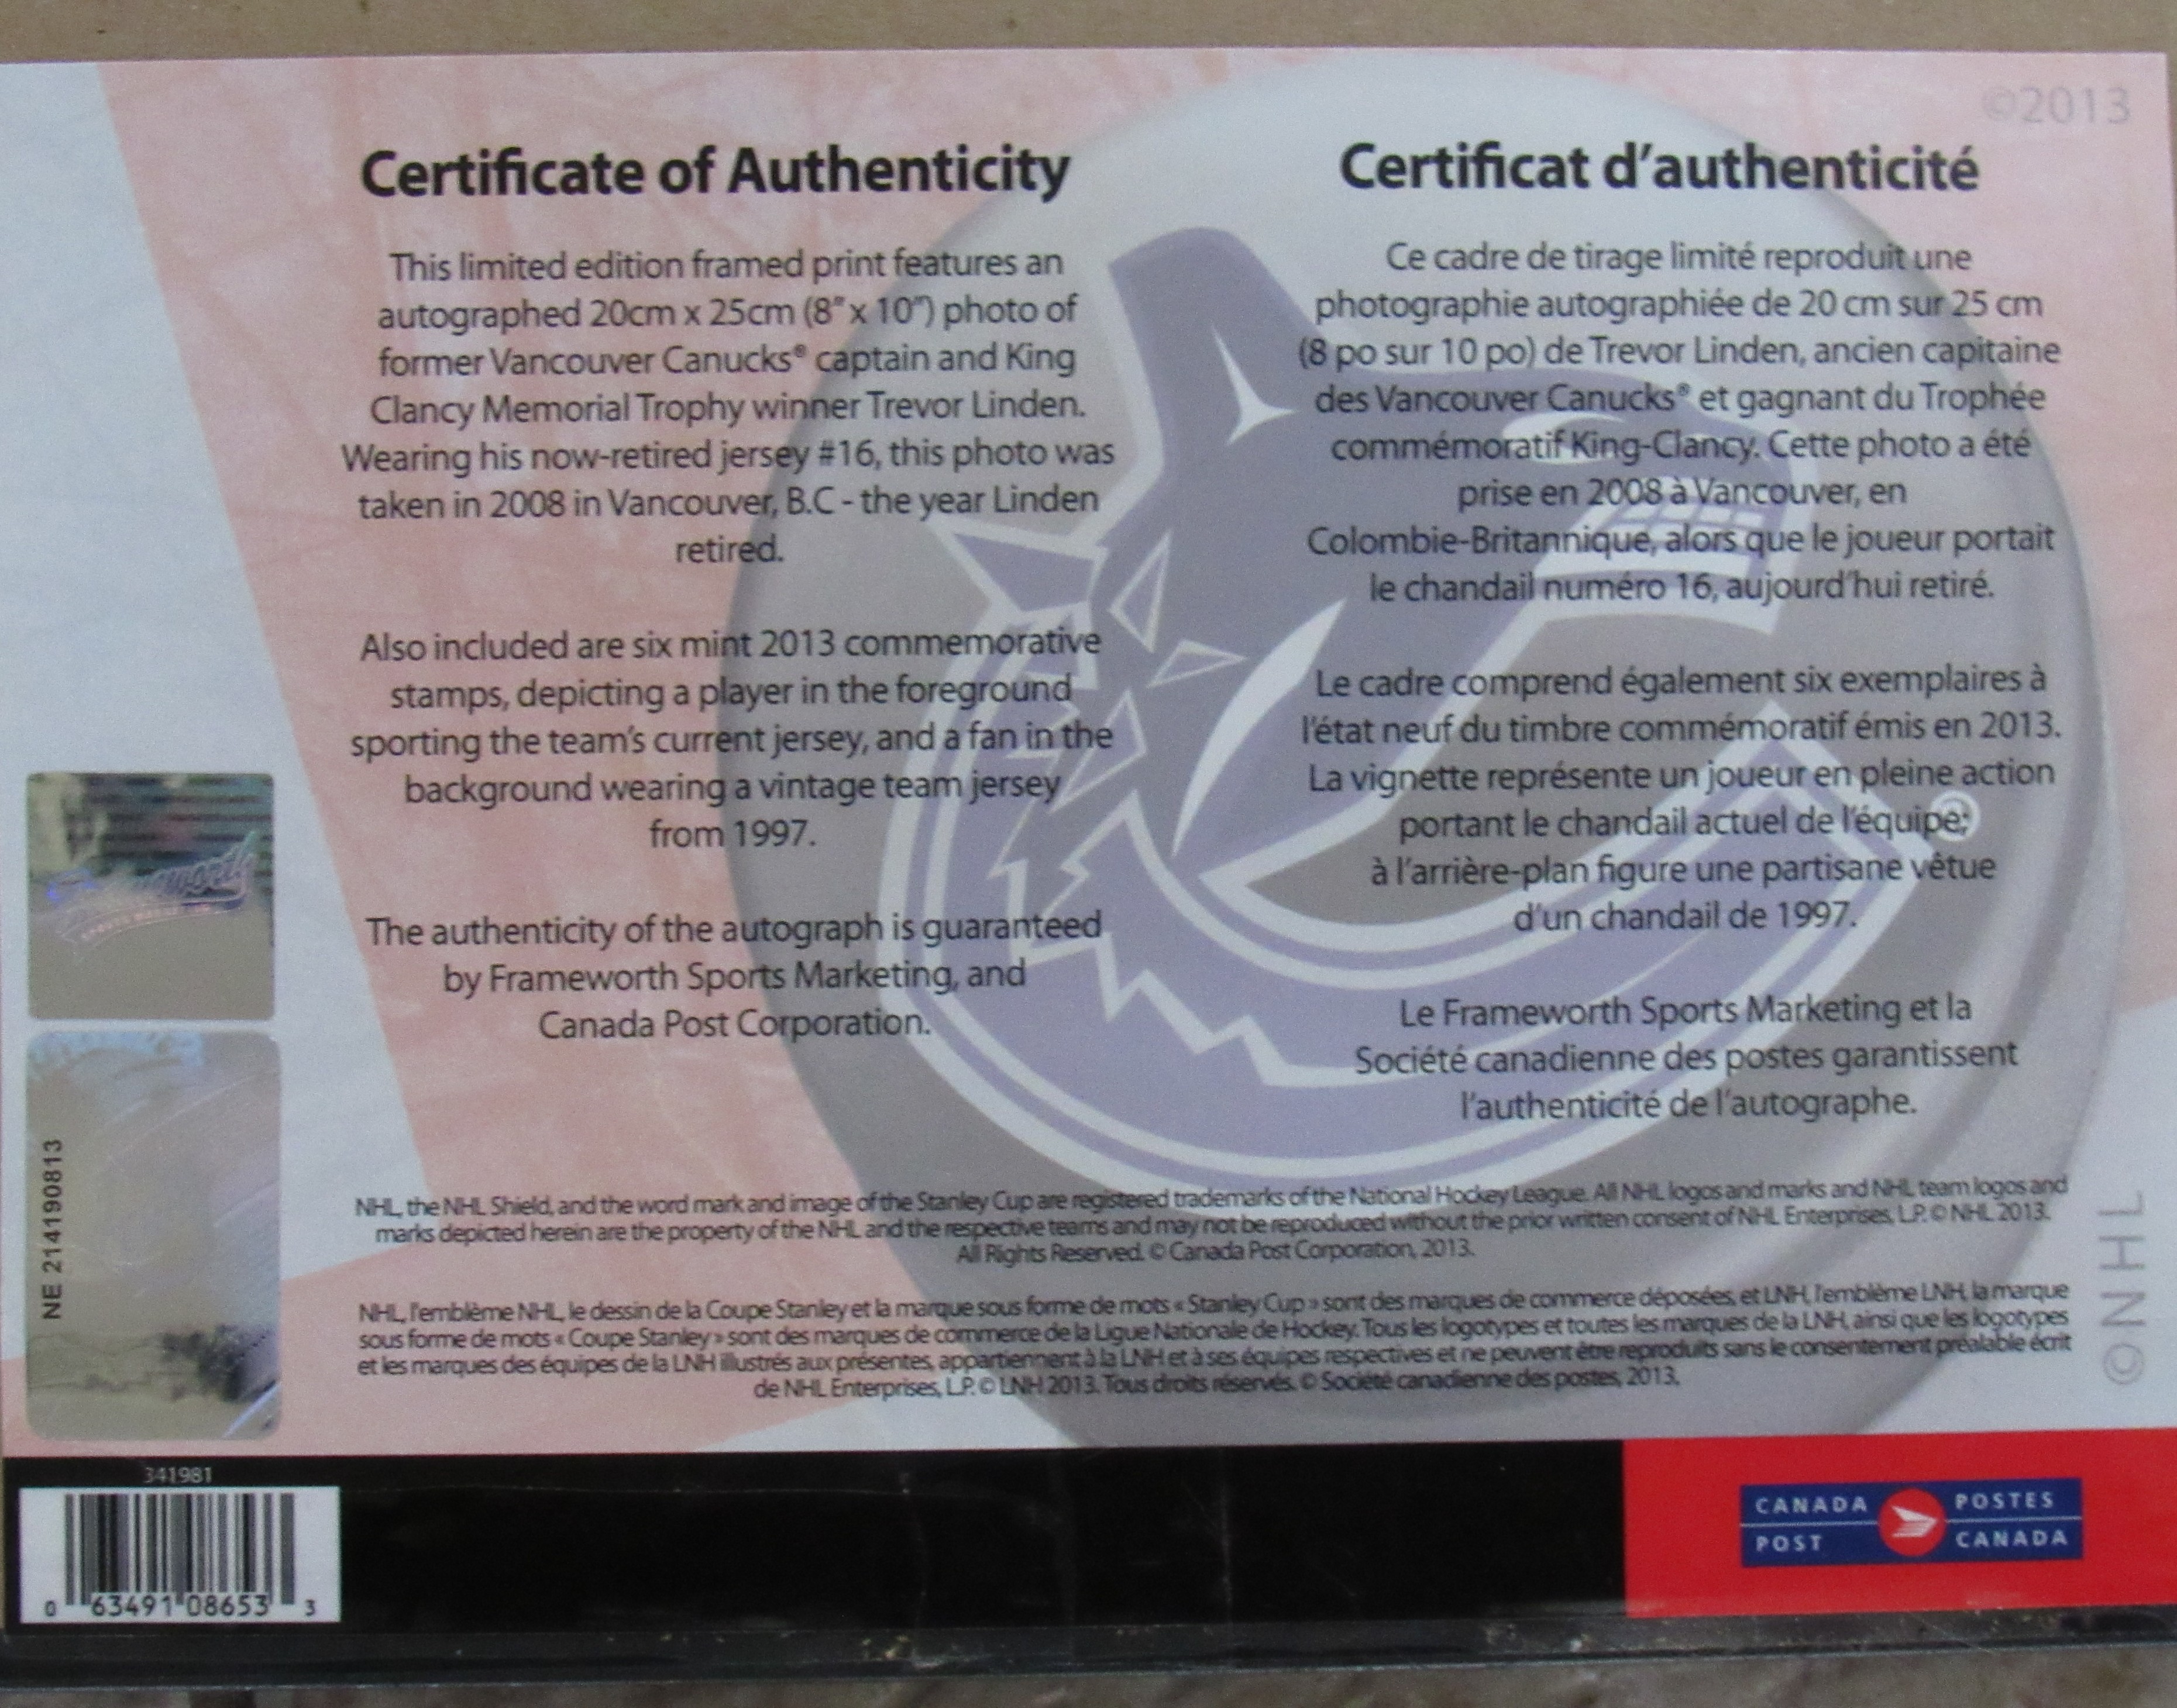 ©2013
Certificate of Authenticity
This limited edition framed print features an
autographed 20cm x 25cm (8" x 10") photo of
former Vancouver Canucks® captain and King
Clancy Memorial Trophy winner Trevor Linden.
Wearing his now-retired jersey #16, this photo was
taken in 2008 in Vancouver, B.C - the year Linden
retired.
Also included are six mint 2013 commemorative
stamps, depicting a player in the foreground
sporting the team's current jersey, and a fan in the
background wearing a vintage team jersey
from 1997.
The authenticity of the autograph is guaranteed
by Frameworth Sports Marketing, and
Canada Post Corporation.
Certificat d'authenticité
Ce cadre de tirage limité reproduit une
photographie autographiée de 20 cm sur 25 cm
(8 po sur 10 po) de Trevor Linden, ancien capitaine
des Vancouver Canucks® et gagnant du Trophée
commémoratif King-Clancy. Cette photo a été
prise en 2008 à Vancouver, en
Colombie-Britannique, alors que le joueur portait
le chandail numéro 16, aujourd'hui retiré.
Le cadre comprend également six exemplaires à
l'état neuf du timbre commémoratif émis en 2013.
La vignette représente un joueur en pleine action
portant le chandail actuel de l'équipe;
à l'arrière-plan figure une partisane vêtue
d'un chandail de 1997.
Le Frameworth Sports Marketing et la
Société canadienne des postes garantissent
l'authenticité de l'autographe.
®
NHL, the NHL Shield, and the word mark and image of the Stanley Cup are registered trademarks of the National Hockey League. All NHL logos and marks and NHL team logos and
marks depicted herein are the property of the NHL and the respective teams and may not be reproduced without the prior written consent of NHL Enterprises, L.P. © NHL 2013.
All Rights Reserved. © Canada Post Corporation, 2013.
NHL, l'emblème NHL, le dessin de la Coupe Stanley et la marque sous forme de mots « Stanley Cup » sont des marques de commerce déposées, et LNH, l'emblème LNH, la marque
sous forme de mots « Coupe Stanley » sont des marques de commerce de la Ligue Nationale de Hockey. Tous les logotypes et toutes les marques de la LNH, ainsi que les logotypes
et les marques des équipes de la LNH illustrés aux présentes, appartiennent à la LNH et à ses équipes respectives et ne peuvent être reproduits sans le consentement préalable écrit
de NHL Enterprises, L.P. © LNH 2013. Tous droits réservés. © Société canadienne des postes, 2013.
©NHL
NE 214190813
341981
0 63491 08653 3
CANADA POST
POSTES CANADA